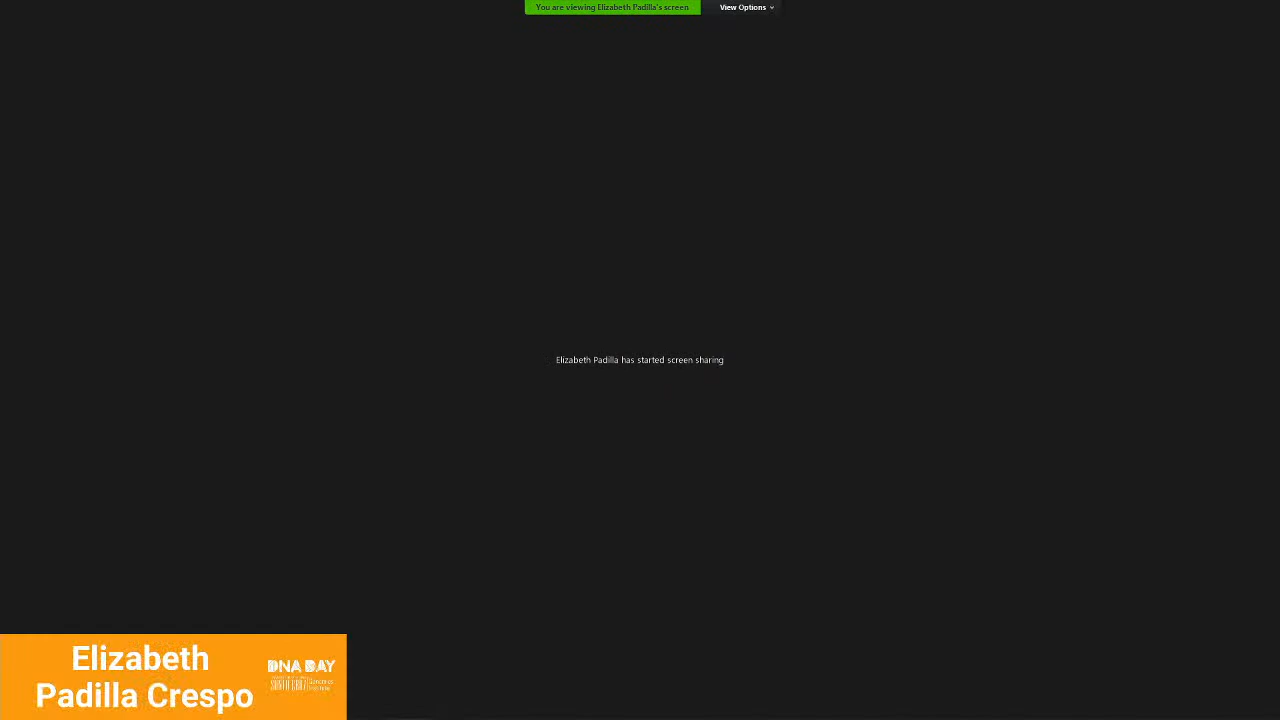 You are viewing Elizabeth Padilla's screen
View Options
Elizabeth Padilla has started screen sharing
Elizabeth
Padilla Crespo
DNA DAY